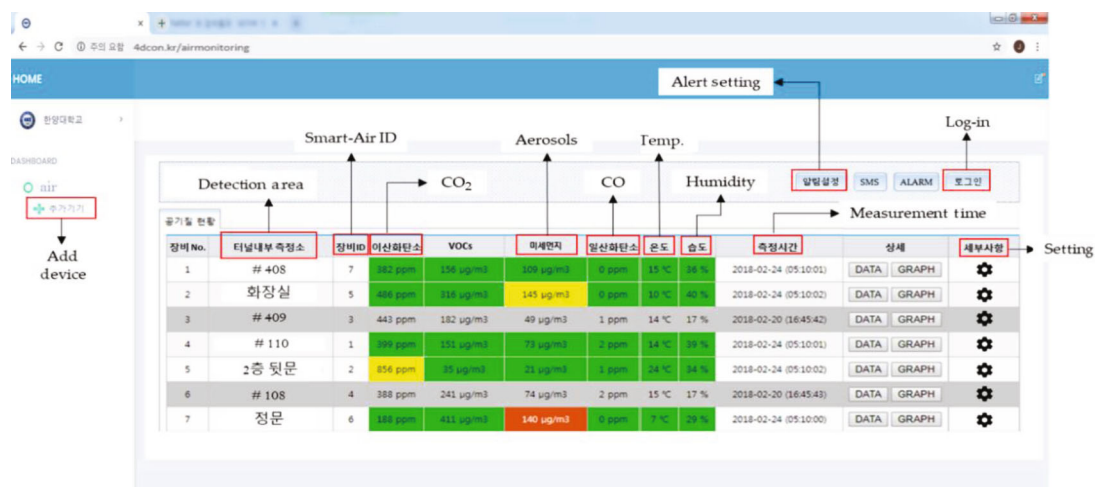 주의 요함 4dcon.kr/airmonitoring
HOME
Alert setting
한양대학교
Log-in
Smart-Air ID
Aerosols
Temp.
DASHBOARD
air
Detection area
CO₂
CO
Humidity
알림설정
SMS
ALARM
로그인
추가기기
Measurement time
공기질 현황
Add device
장비 No. 터널내부 측정소 장비ID 이산화탄소 VOCs 미세먼지 일산화탄소 온도 습도 측정시간 상세 세부사항
Setting
1 # 408 7 382 ppm 156 µg/m3 109 µg/m3 0 ppm 15 ℃ 36 % 2018-02-24 (05:10:01) DATA GRAPH
2 화장실 5 486 ppm 316 µg/m3 145 µg/m3 0 ppm 10 ℃ 40 % 2018-02-24 (05:10:02) DATA GRAPH
3 # 409 3 443 ppm 182 µg/m3 49 µg/m3 1 ppm 14 ℃ 17 % 2018-02-20 (16:45:42) DATA GRAPH
4 # 110 1 399 ppm 151 µg/m3 73 µg/m3 2 ppm 14 ℃ 39 % 2018-02-24 (05:10:01) DATA GRAPH
5 2층 뒷문 2 856 ppm 35 µg/m3 21 µg/m3 1 ppm 24 ℃ 34 % 2018-02-24 (05:10:02) DATA GRAPH
6 # 108 4 388 ppm 241 µg/m3 74 µg/m3 2 ppm 15 ℃ 17 % 2018-02-20 (16:45:43) DATA GRAPH
7 정문 6 188 ppm 411 µg/m3 140 µg/m3 0 ppm 7 ℃ 29 % 2018-02-24 (05:10:00) DATA GRAPH